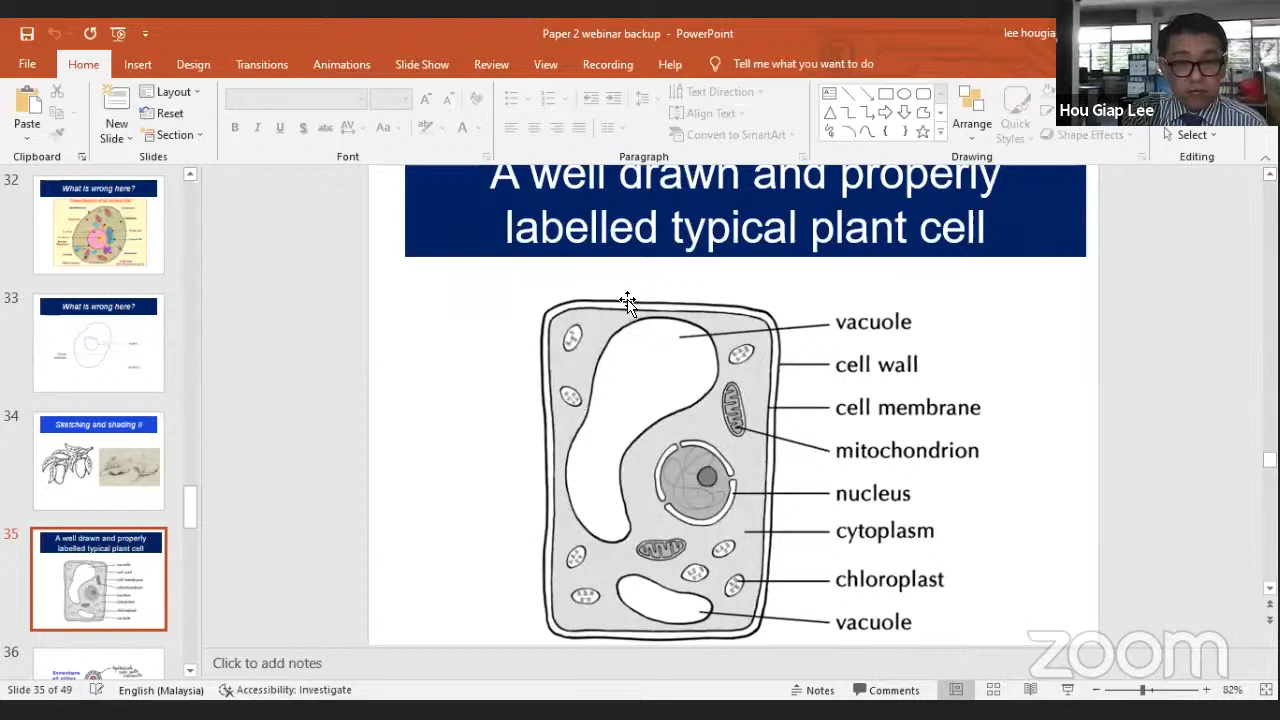 Paper 2 webinar backup - PowerPoint
lee hougia
File Home Insert Design Transitions Animations Slide Show Review View Recording Help Tell me what you want to do
Hou Giap Lee
Paste
New
Slide
Layout
Reset
Section
B I U S abc AV Aa A
Text Direction
Align Text
Convert to SmartArt
Arrange
Quick
Styles
Shape Effects
Select
Clipboard Slides Font Paragraph Drawing Editing
32
What is wrong here?
33
What is wrong here?
34
Sketching and shading II
35
A well drawn and properly
labelled typical plant cell
36
A well drawn and properly
labelled typical plant cell
vacuole
cell wall
cell membrane
mitochondrion
nucleus
cytoplasm
chloroplast
vacuole
zoom
Click to add notes
Slide 35 of 49 English (Malaysia) Accessibility: Investigate Notes Comments 82%